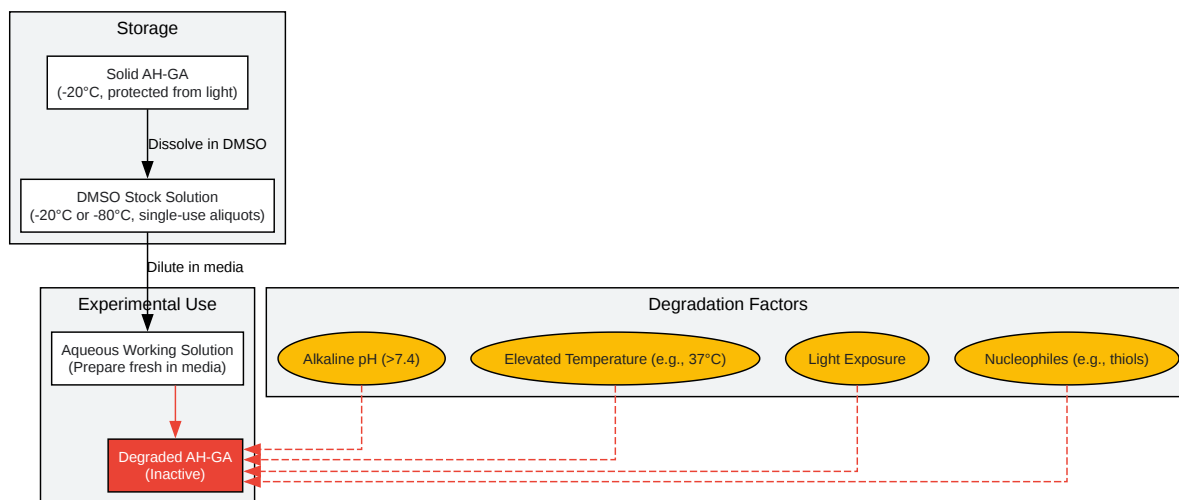 Storage
Solid AH-GA
(-20°C, protected from light)
Dissolve in DMSO
DMSO Stock Solution
(-20°C or -80°C, single-use aliquots)
Dilute in media
Experimental Use
Aqueous Working Solution
(Prepare fresh in media)
Degraded AH-GA
(Inactive)
Degradation Factors
Alkaline pH (>7.4)
Elevated Temperature (e.g., 37°C)
Light Exposure
Nucleophiles (e.g., thiols)